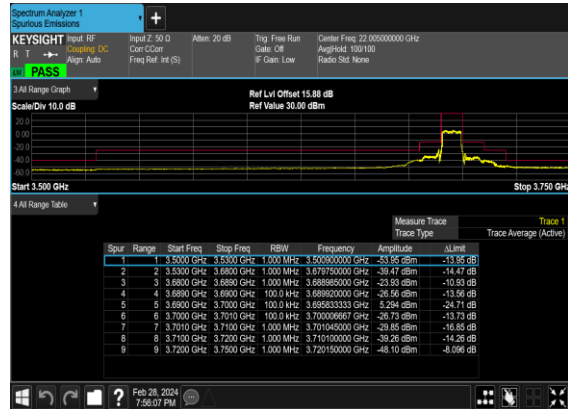 Spectrum Analyzer 1
Spurious Emissions
+
KEYSIGHT Input: RF Input Z: 50 Ω Atten: 20 dB Trig: Free Run Center Freq: 22.005000000 GHz
R T Coupling: DC Corr CCorr Gate: Off Avg|Hold: 100/100
Align: Auto Freq Ref: Int (S) IF Gain: Low Radio Std: None
PASS
3 All Range Graph Ref Lvl Offset 15.88 dB
Scale/Div 10.0 dB Ref Value 30.00 dBm
20.0
0.00
-20.0
-40.0
-60.0
Start 3.500 GHz Stop 3.750 GHz
4 All Range Table
Measure Trace Trace 1
Trace Type Trace Average (Active)
Spur Range Start Freq Stop Freq RBW Frequency Amplitude ΔLimit
1 1 3.5000 GHz 3.5300 GHz 1.000 MHz 3.500900000 GHz -53.95 dBm -13.95 dB
2 2 3.5300 GHz 3.6800 GHz 1.000 MHz 3.679750000 GHz -39.47 dBm -14.47 dB
3 3 3.6800 GHz 3.6890 GHz 1.000 MHz 3.688985000 GHz -23.93 dBm -10.93 dB
4 4 3.6890 GHz 3.6900 GHz 100.0 kHz 3.689920000 GHz -26.56 dBm -13.56 dB
5 5 3.6900 GHz 3.7000 GHz 100.0 kHz 3.695833333 GHz 5.294 dBm -24.71 dB
6 6 3.7000 GHz 3.7010 GHz 100.0 kHz 3.700006667 GHz -26.73 dBm -13.73 dB
7 7 3.7010 GHz 3.7100 GHz 1.000 MHz 3.701045000 GHz -29.85 dBm -16.85 dB
8 8 3.7100 GHz 3.7200 GHz 1.000 MHz 3.710100000 GHz -39.26 dBm -14.26 dB
9 9 3.7200 GHz 3.7500 GHz 1.000 MHz 3.720150000 GHz -48.10 dBm -8.096 dB
? Feb 28, 2024
7:56:07 PM